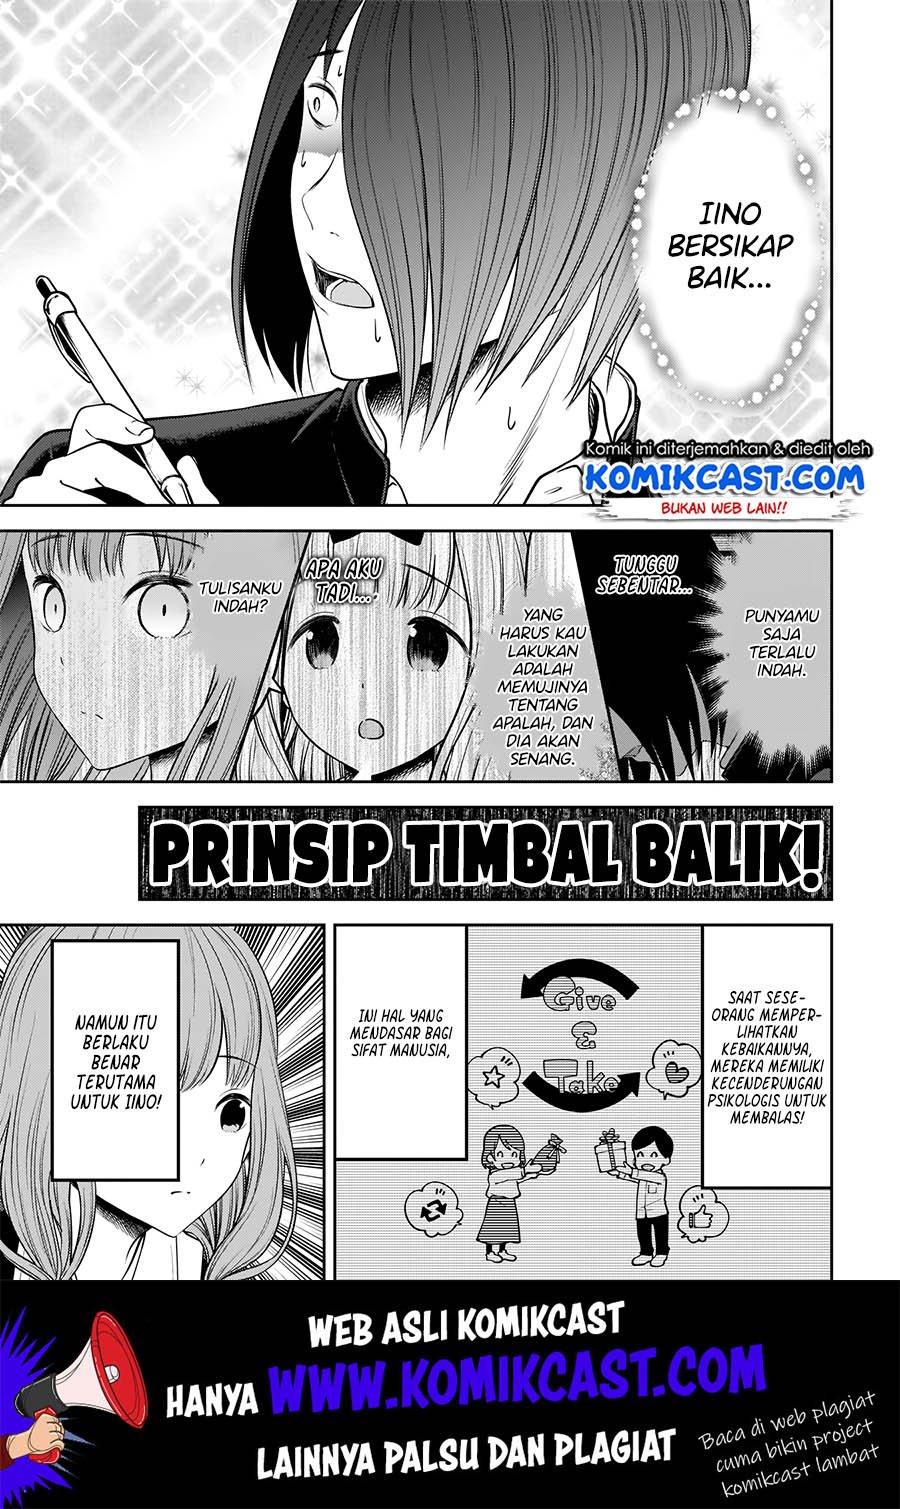 IINO
BERSIKAP
BAIK...
Komik ini diterjemahkan & diedit oleh
KOMIKCAST.COM
BUKAN WEB LAIN!!
PUNYAMU
SAJA
TERLALU
INDAH.
TUNGGU
SEBENTAR...
YANG
HARUS KAU
LAKUKAN
ADALAH
MEMUJINYA
TENTANG
APALAH, DAN
DIA AKAN
SENANG.
APA AKU
TADI...
TULISANKU
INDAH?
PRINSIP TIMBAL BALIK!
SAAT SESE-
ORANG MEMPER-
LIHATKAN
KEBAIKANNYA,
MEREKA MEMILIKI
KECENDERUNGAN
PSIKOLOGIS UNTUK
MEMBALAS!
Give
&
Take
INI HAL YANG
MENDASAR BAGI
SIFAT MANUSIA,
NAMUN ITU
BERLAKU
BENAR
TERUTAMA
UNTUK IINO!
WEB ASLI KOMIKCAST
HANYA WWW.KOMIKCAST.COM
LAINNYA PALSU DAN PLAGIAT
Baca di web plagiat
cuma bikin project
komikcast lambat